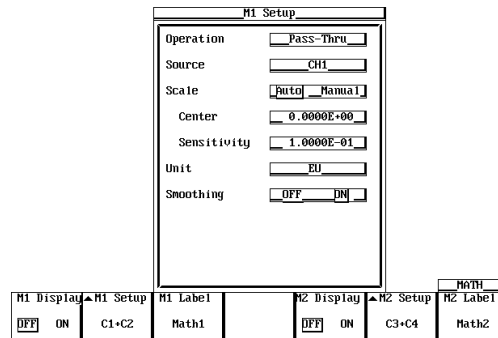 M1 Setup
Operation Pass-Thru
Source CH1
Scale Auto Manual
Center 0.0000E+00
Sensitivity 1.0000E-01
Unit EU
Smoothing OFF ON
MATH
M1 Display ▲M1 Setup M1 Label M2 Display ▲M2 Setup M2 Label
OFF ON C1+C2 Math1 OFF ON C3+C4 Math2